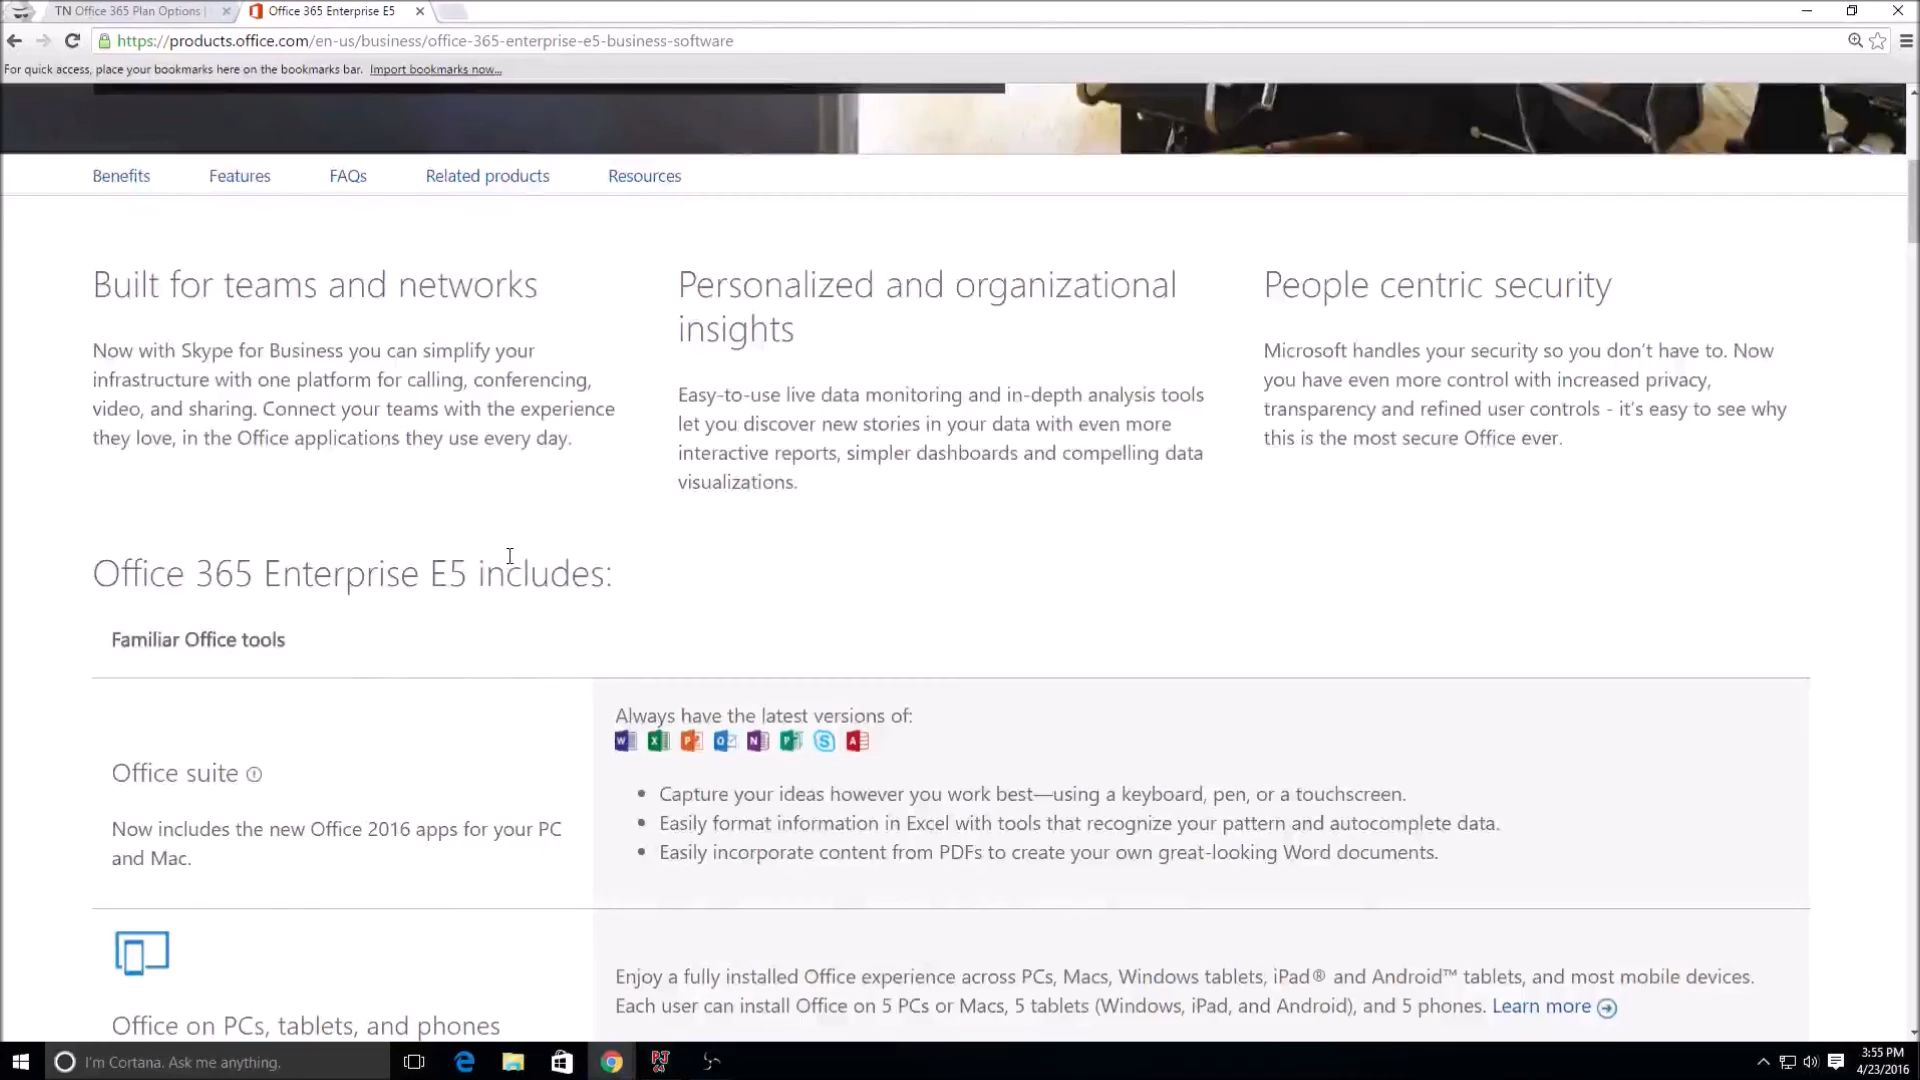 TN Office 365 Plan Options |
Office 365 Enterprise E5
https://products.office.com/en-us/business/office-365-enterprise-e5-business-software
For quick access, place your bookmarks here on the bookmarks bar. Import bookmarks now...
Benefits
Features
FAQs
Related products
Resources
Built for teams and networks
Now with Skype for Business you can simplify your
infrastructure with one platform for calling, conferencing,
video, and sharing. Connect your teams with the experience
they love, in the Office applications they use every day.
Personalized and organizational
insights
Easy-to-use live data monitoring and in-depth analysis tools
let you discover new stories in your data with even more
interactive reports, simpler dashboards and compelling data
visualizations.
People centric security
Microsoft handles your security so you don't have to. Now
you have even more control with increased privacy,
transparency and refined user controls - it's easy to see why
this is the most secure Office ever.
Office 365 Enterprise E5 includes:
Familiar Office tools
Office suite
Now includes the new Office 2016 apps for your PC
and Mac.
Always have the latest versions of:
W X P O N P S A
• Capture your ideas however you work best—using a keyboard, pen, or a touchscreen.
• Easily format information in Excel with tools that recognize your pattern and autocomplete data.
• Easily incorporate content from PDFs to create your own great-looking Word documents.
Office on PCs, tablets, and phones
Enjoy a fully installed Office experience across PCs, Macs, Windows tablets, iPad® and Android™ tablets, and most mobile devices.
Each user can install Office on 5 PCs or Macs, 5 tablets (Windows, iPad, and Android), and 5 phones. Learn more
I'm Cortana. Ask me anything.
3:55 PM
4/23/2016